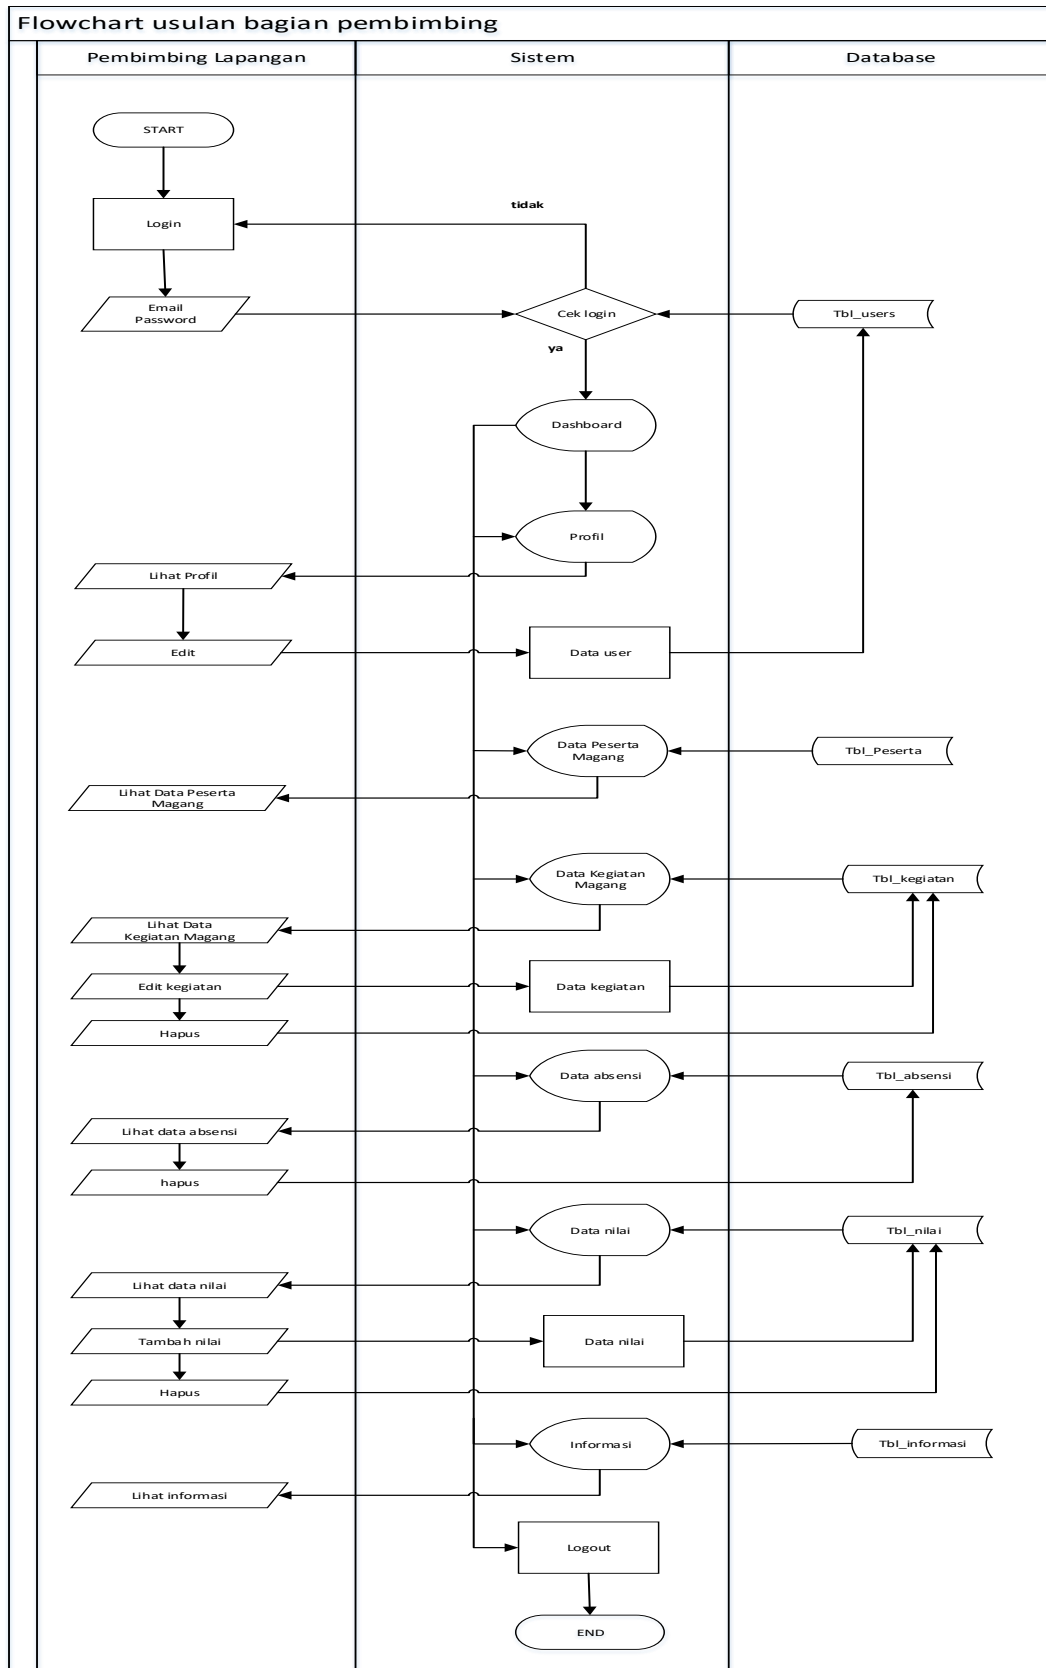 Flowchart usulan bagian pembimbing
Pembimbing Lapangan
Sistem
Database
START
Login
tidak
Email
Password
Cek login
Tbl_users
ya
Dashboard
Profil
Lihat Profil
Edit
Data user
Data Peserta
Magang
Tbl_Peserta
Lihat Data Peserta
Magang
Data Kegiatan
Magang
Tbl_kegiatan
Lihat Data
Kegiatan Magang
Edit kegiatan
Data kegiatan
Hapus
Data absensi
Tbl_absensi
Lihat data absensi
hapus
Data nilai
Tbl_nilai
Lihat data nilai
Tambah nilai
Data nilai
Hapus
Informasi
Tbl_informasi
Lihat informasi
Logout
END